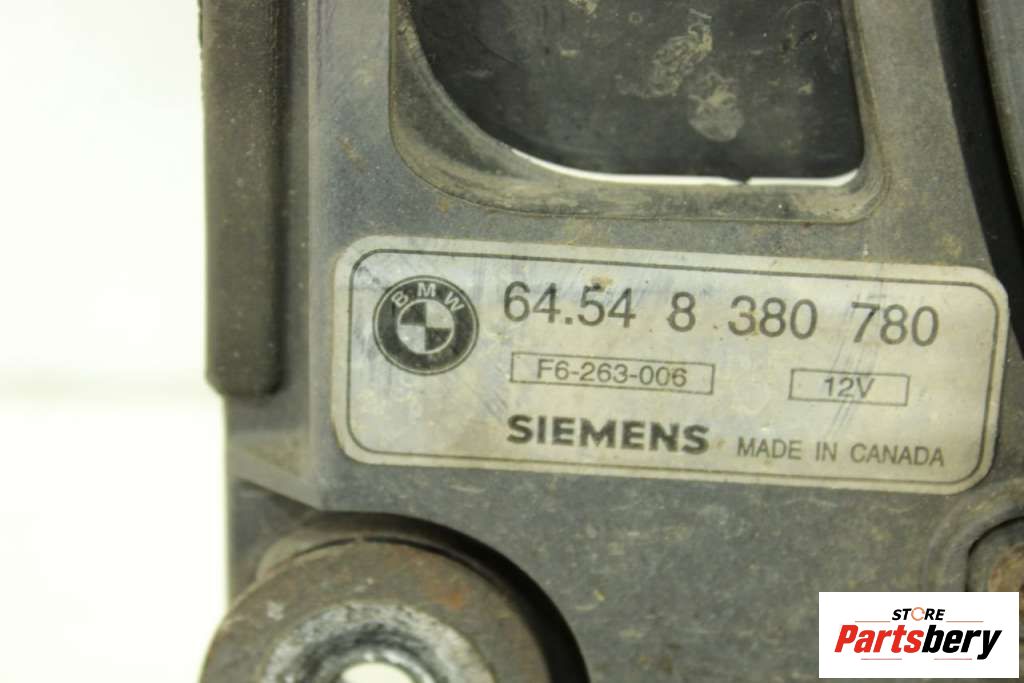 BMW 64.54 8 380 780
F6-263-006 12V
SIEMENS MADE IN CANADA
STORE
Partsbery